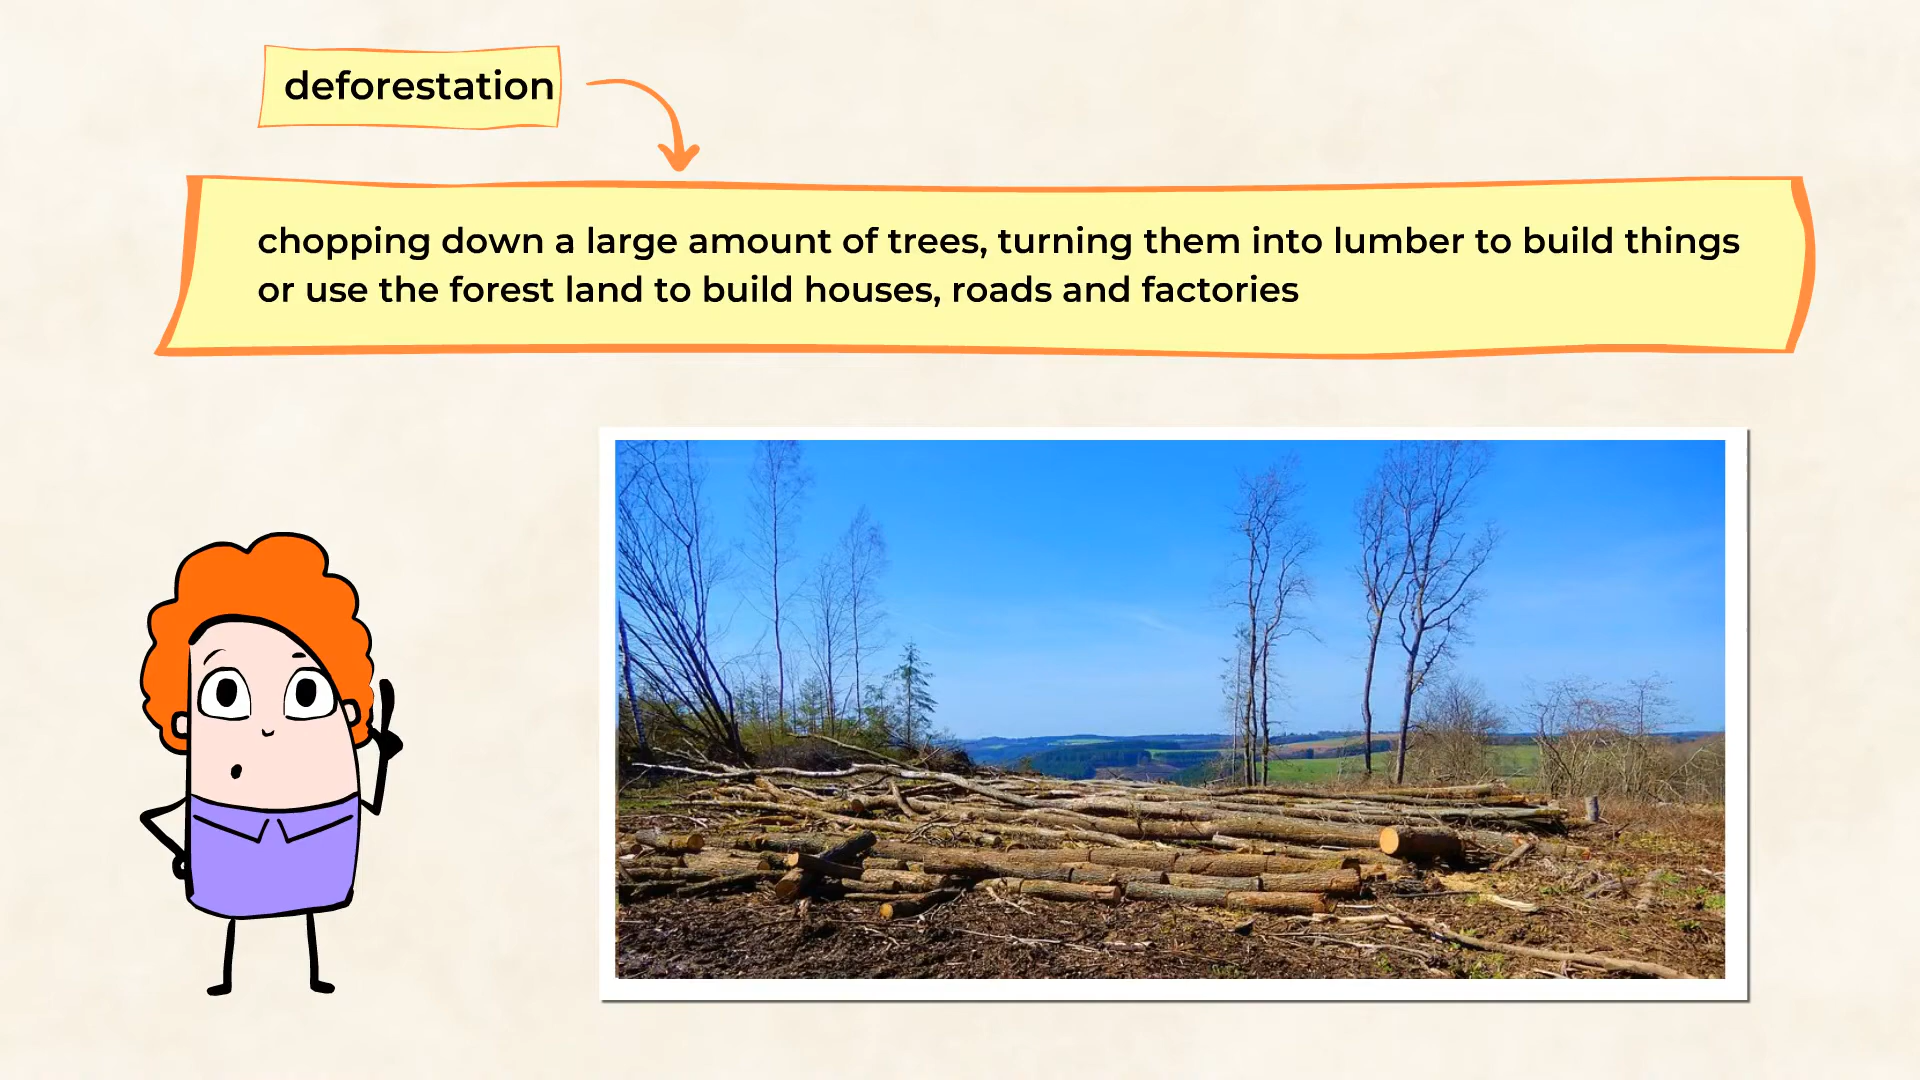 deforestation
chopping down a large amount of trees, turning them into lumber to build things
or use the forest land to build houses, roads and factories